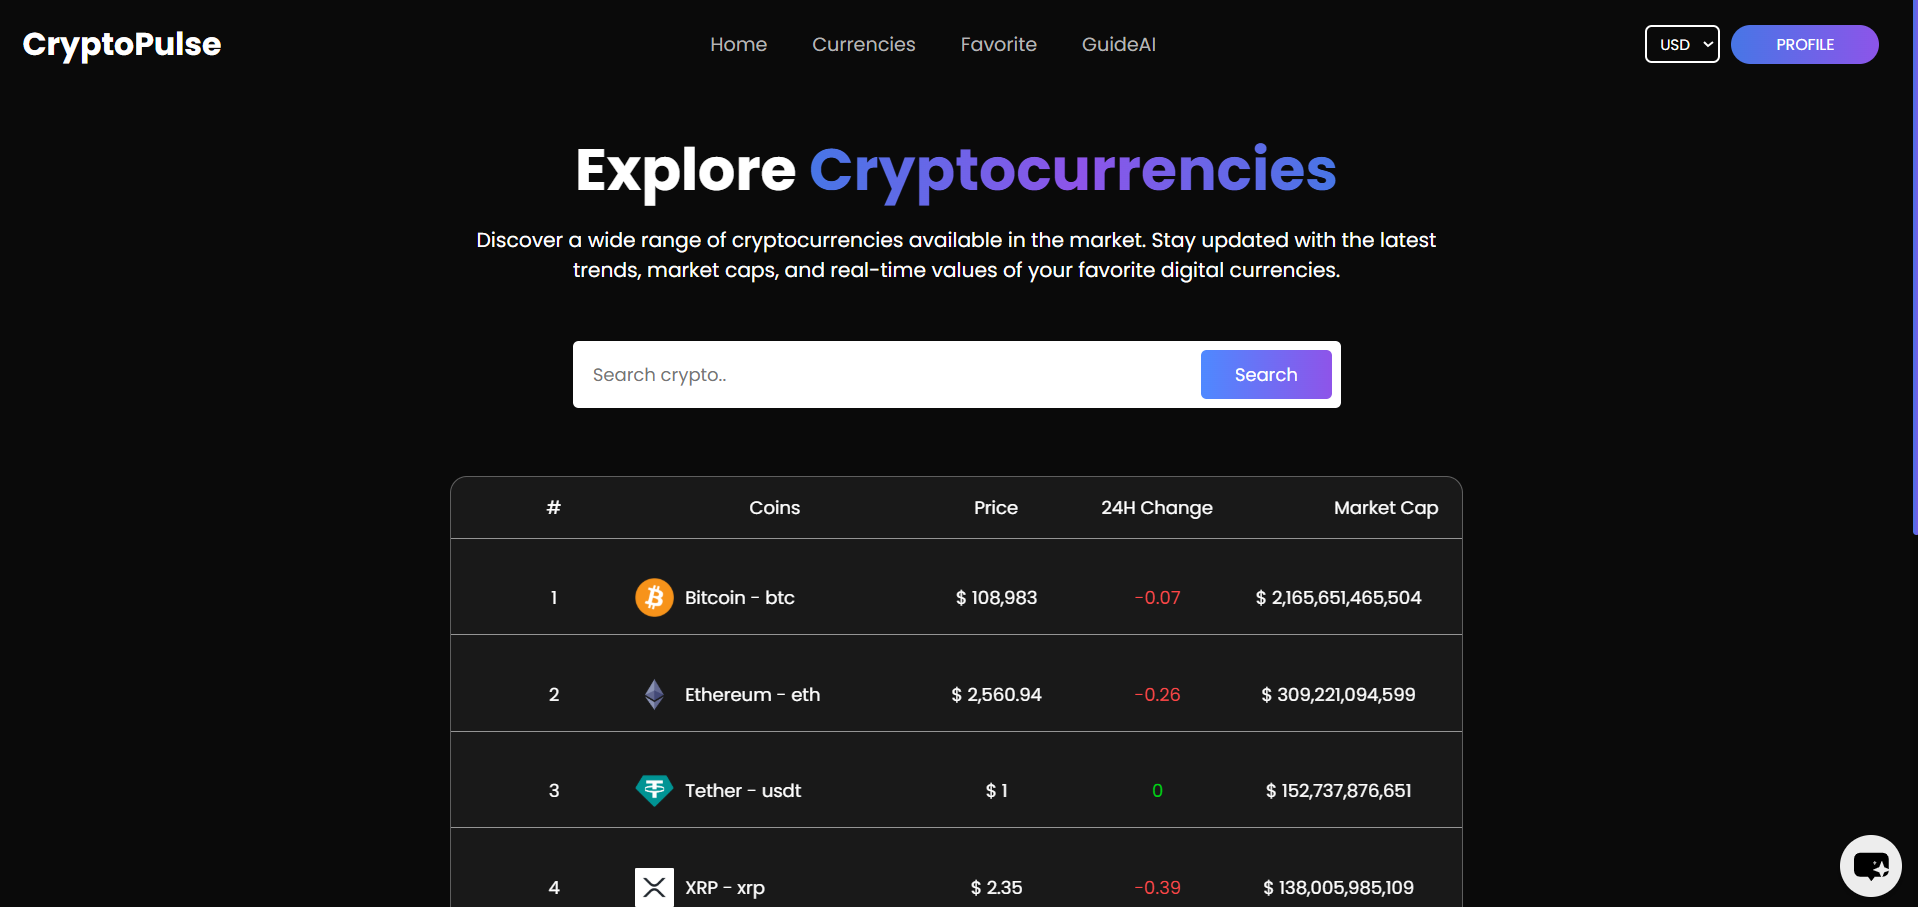 CryptoPulse
Home Currencies Favorite GuideAI
USD PROFILE
Explore Cryptocurrencies
Discover a wide range of cryptocurrencies available in the market. Stay updated with the latest
trends, market caps, and real-time values of your favorite digital currencies.
Search crypto.. Search
# Coins Price 24H Change Market Cap
1 Bitcoin - btc $ 108,983 -0.07 $ 2,165,651,465,504
2 Ethereum - eth $ 2,560.94 -0.26 $ 309,221,094,599
3 Tether - usdt $ 1 0 $ 152,737,876,651
4 XRP - xrp $ 2.35 -0.39 $ 138,005,985,109